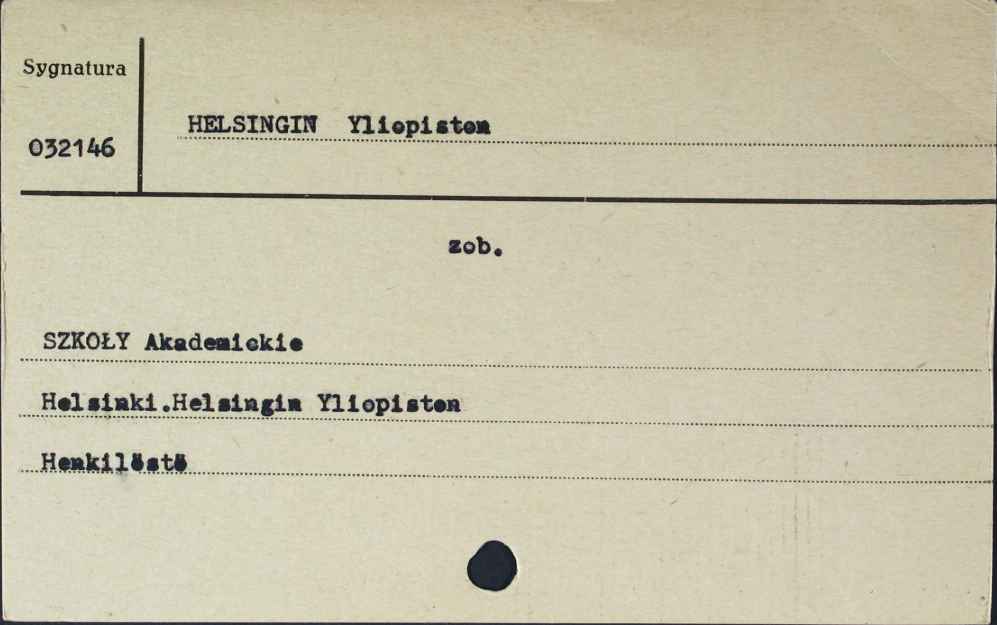 Sygnatura
032146
HELSINGIN Yliopiston
zob.
SZKOŁY Akademickie
Helsinki.Helsingin Yliopiston
Henkilöstö